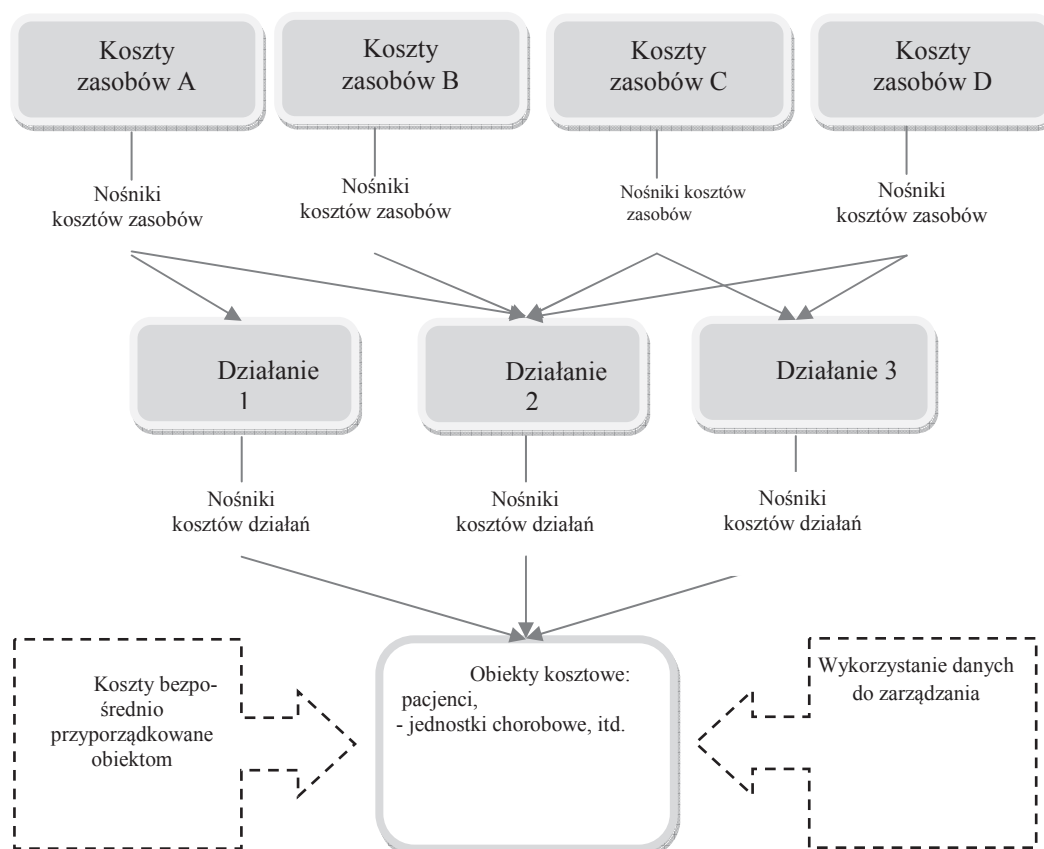 Koszty
zasobów A
Koszty
zasobów B
Koszty
zasobów C
Koszty
zasobów D
Nośniki
kosztów zasobów
Nośniki
kosztów zasobów
Nośniki kosztów
zasobów
Nośniki
kosztów zasobów
Działanie
1
Działanie
2
Działanie 3
Nośniki
kosztów działań
Nośniki
kosztów działań
Nośniki
kosztów działań
Koszty bezpo-
średnio
przyporządkowane
obiektom
Obiekty kosztowe:
pacjenci,
- jednostki chorobowe, itd.
Wykorzystanie danych
do zarządzania